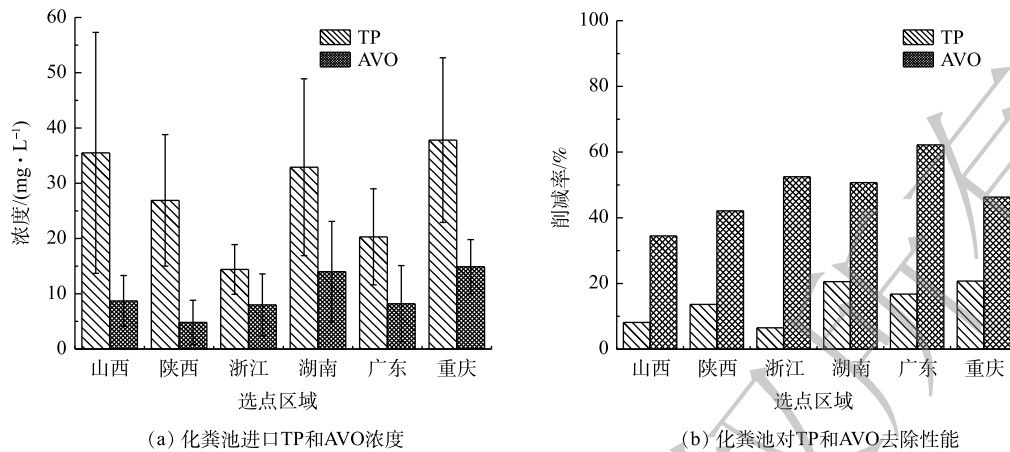 60
50
40
30
20
10
0
浓度/(mg·L⁻¹)
TP
AVO
山西 陕西 浙江 湖南 广东 重庆
选点区域
(a) 化粪池进口TP和AVO浓度
100
80
60
40
20
0
削减率/%
TP
AVO
山西 陕西 浙江 湖南 广东 重庆
选点区域
(b) 化粪池对TP和AVO去除性能